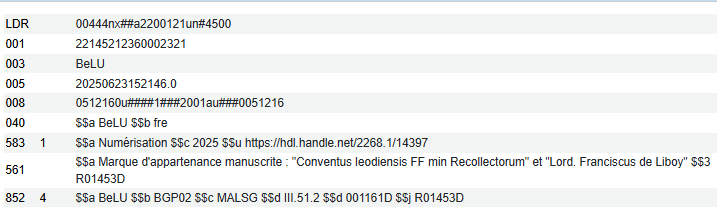 LDR 00444nx##a2200121un#4500
001 22145212360002321
003 BeLU
005 20250623152146.0
008 0512160u####1###2001au###0051216
040 $$a BeLU $$b fre
583 1 $$a Numérisation $$c 2025 $$u https://hdl.handle.net/2268.1/14397
561 $$a Marque d'appartenance manuscrite : "Conventus leodiensis FF min Recollectorum" et "Lord. Franciscus de Liboy" $$3
R01453D
852 4 $$a BeLU $$b BGP02 $$c MALSG $$d III.51.2 $$d 001161D $$j R01453D